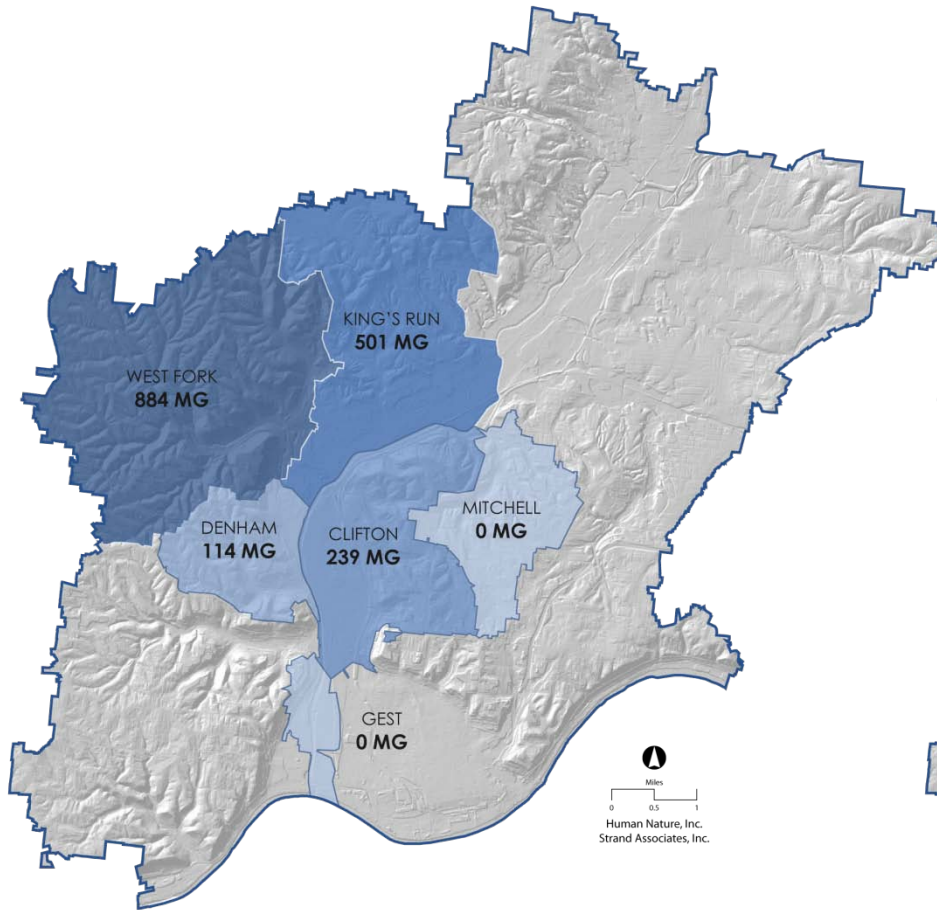 KING'S RUN
501 MG
WEST FORK
884 MG
DENHAM
114 MG
CLIFTON
239 MG
MITCHELL
0 MG
GEST
0 MG
Miles
0 0.5 1
Human Nature, Inc.
Strand Associates, Inc.